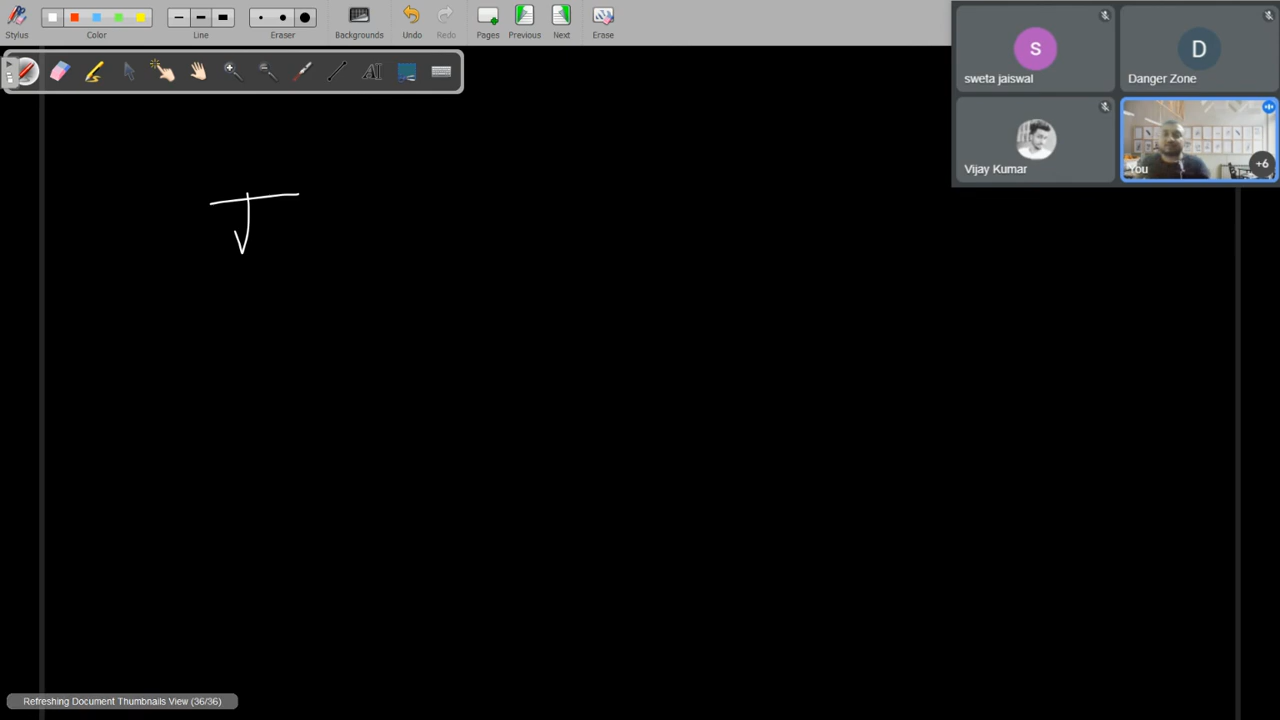 Stylus Color Line Eraser Backgrounds Undo Redo Pages Previous Next Erase
AI
S D
sweta jaiswal Danger Zone
Vijay Kumar You +6
J
Refreshing Document Thumbnails View (36/36)